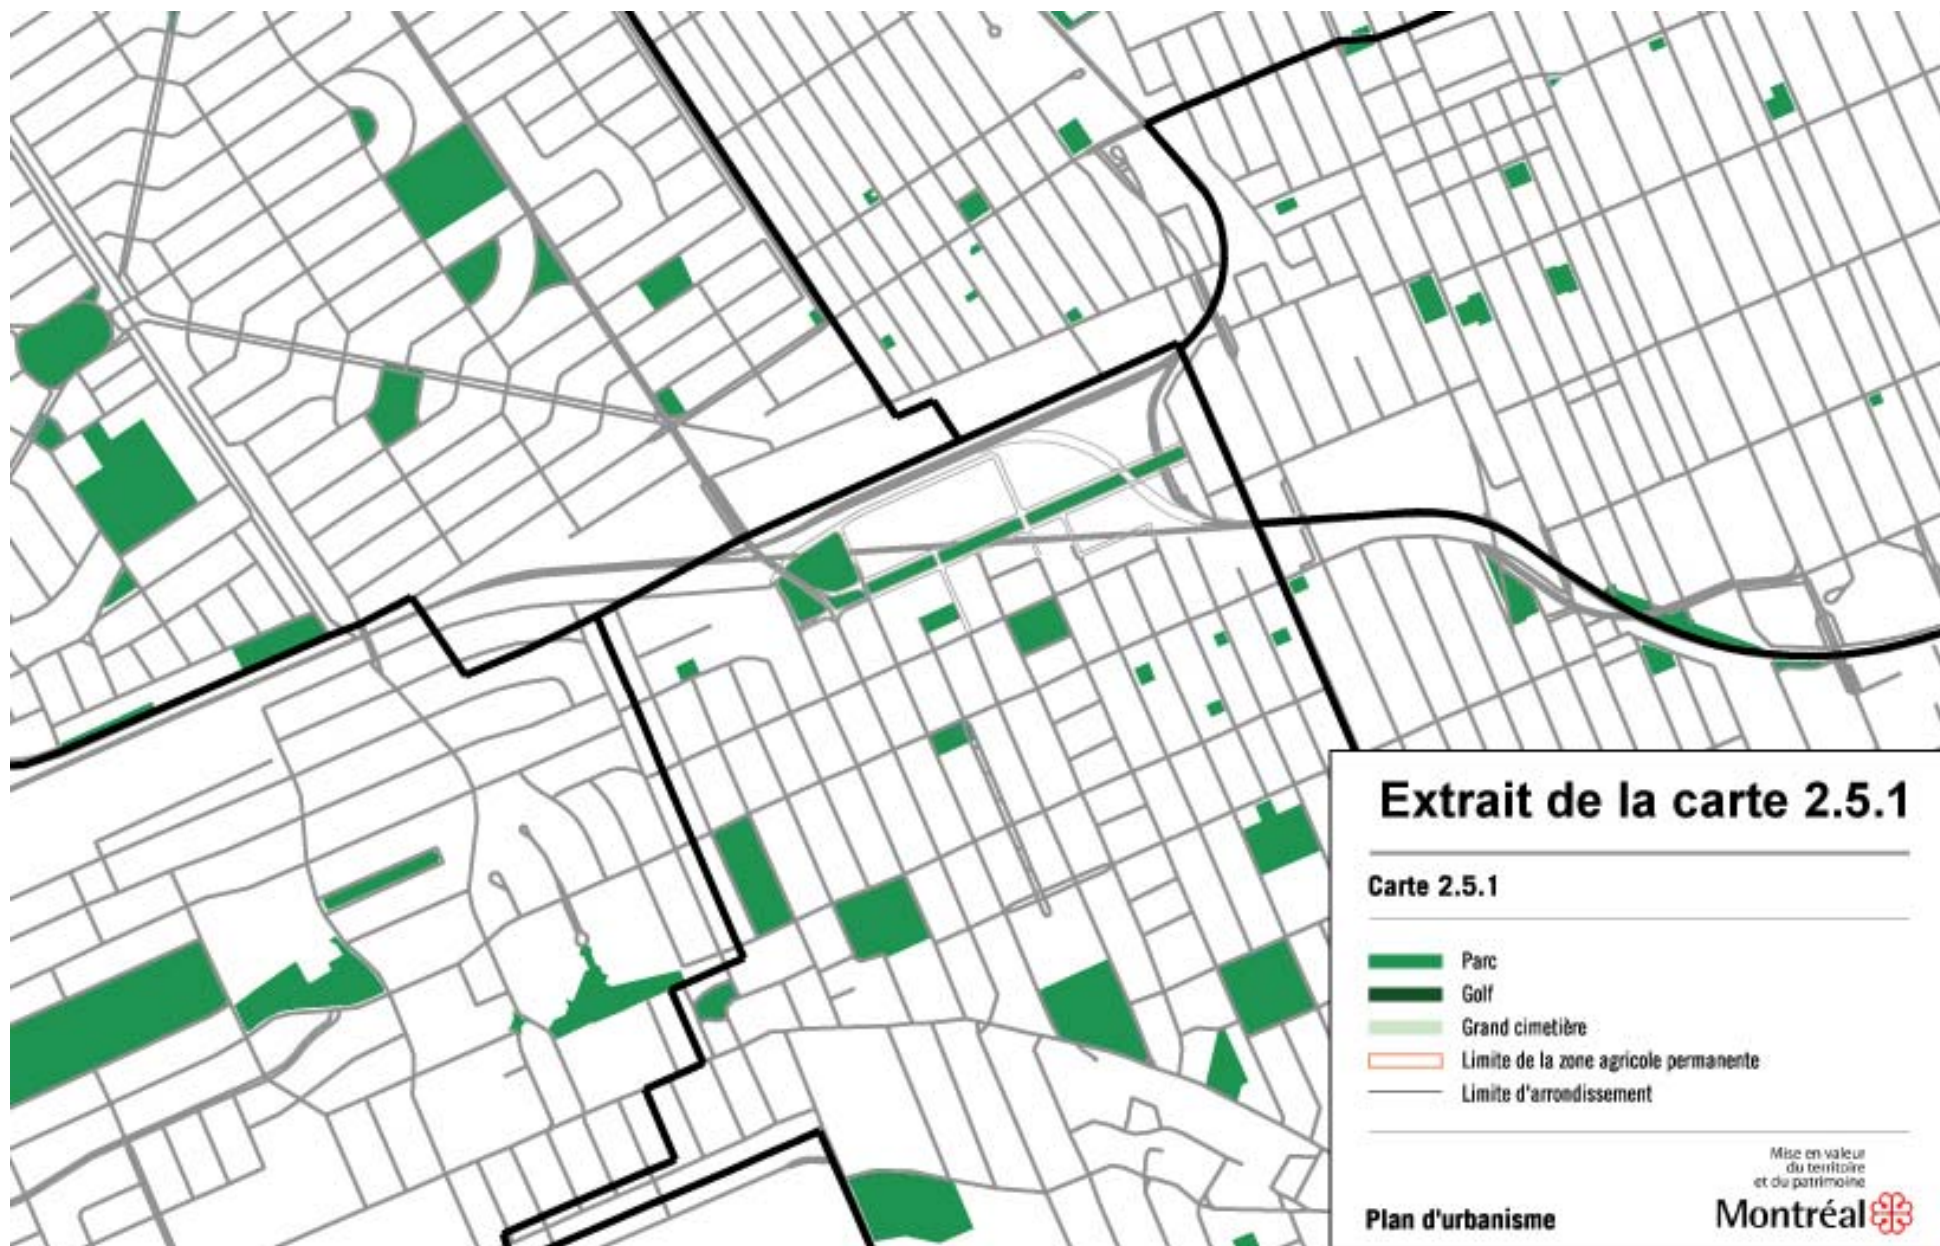 Extrait de la carte 2.5.1
Carte 2.5.1
Parc
Golf
Grand cimetière
Limite de la zone agricole permanente
Limite d'arrondissement
Mise en valeur
du territoire
et du patrimoine
Plan d'urbanisme
Montréal